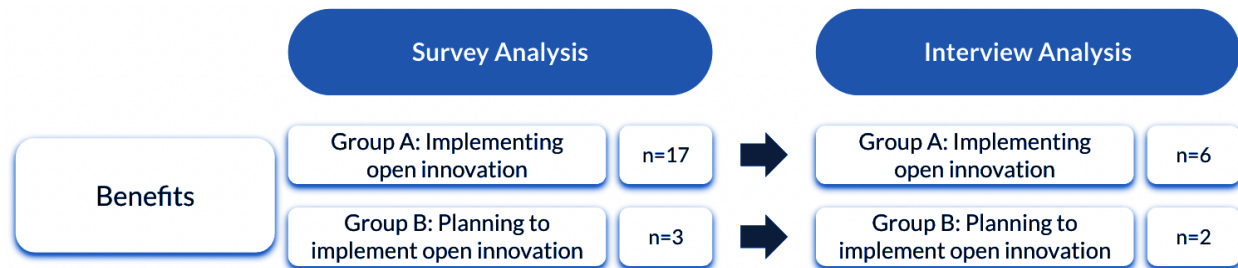 Survey Analysis
Interview Analysis
Benefits
Group A: Implementing
open innovation
n=17
Group A: Implementing
open innovation
n=6
Group B: Planning to
implement open innovation
n=3
Group B: Planning to
implement open innovation
n=2